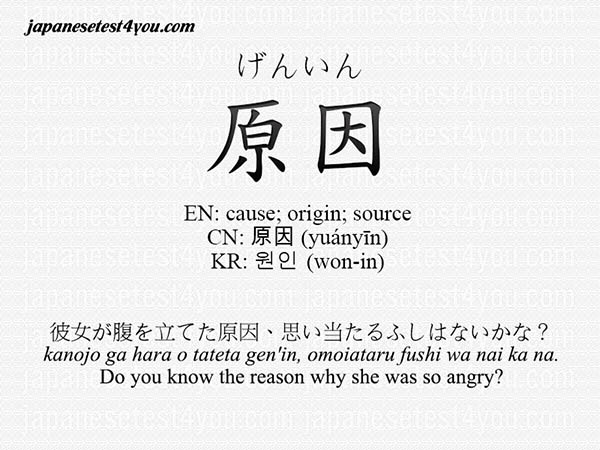 japanesetest4you.com
げんいん
原因
EN: cause; origin; source
CN: 原因 (yuányīn)
KR: 원인 (won-in)
彼女が腹を立てた原因、思い当たるふしはないかな？
kanojo ga hara o tateta gen'in, omoiataru fushi wa nai ka na.
Do you know the reason why she was so angry?